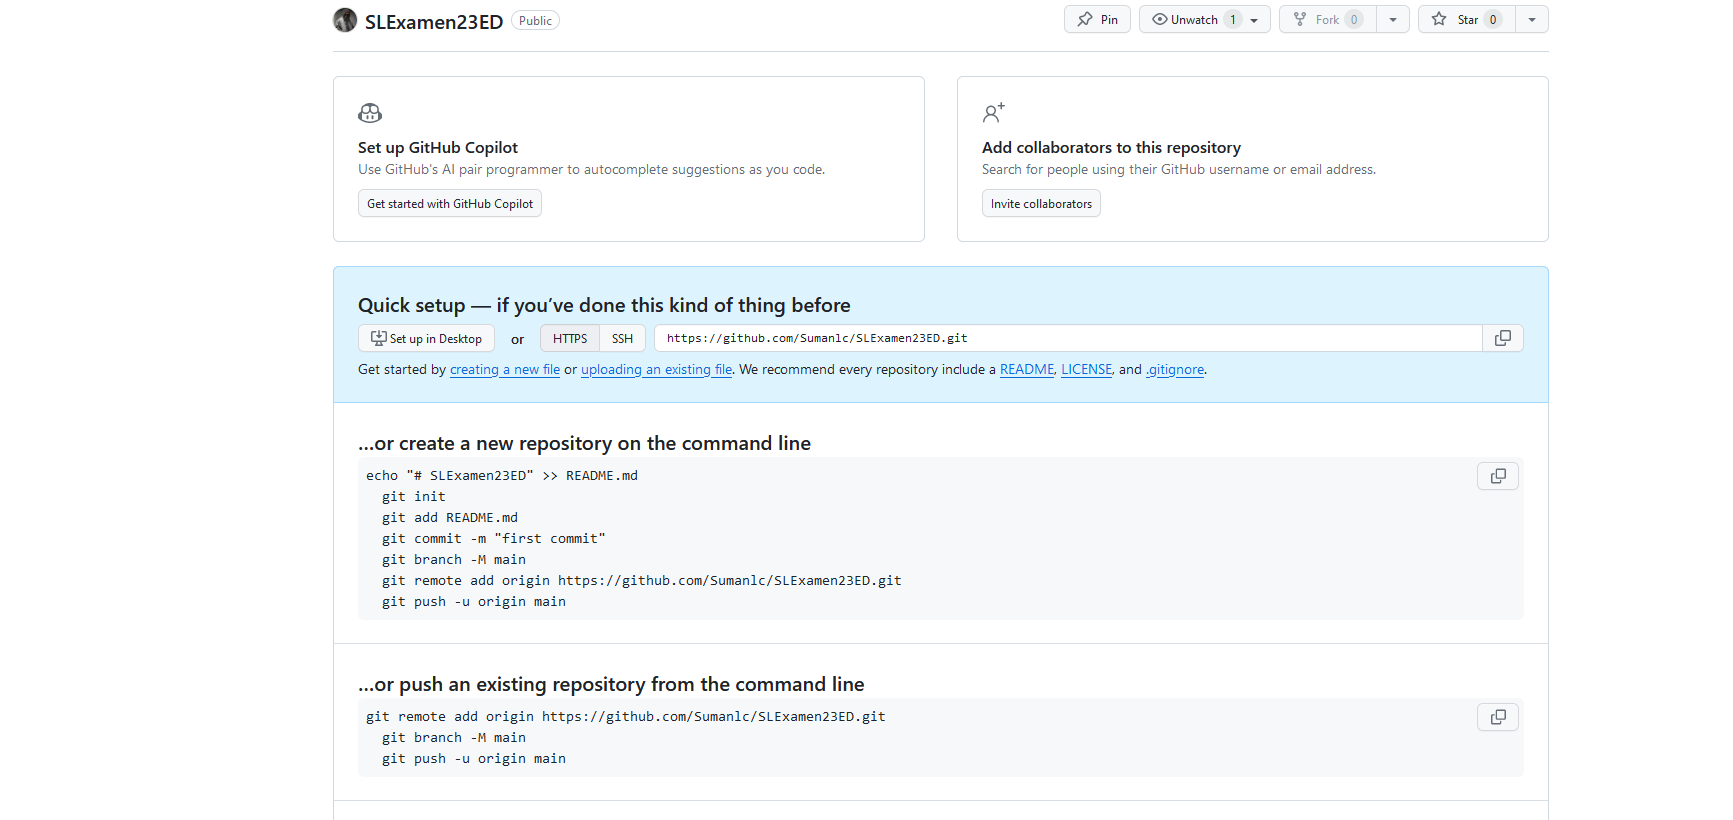 SLExamen23ED Public
Pin Unwatch 1 Fork 0 Star 0
Set up GitHub Copilot
Use GitHub's AI pair programmer to autocomplete suggestions as you code.
Get started with GitHub Copilot
Add collaborators to this repository
Search for people using their GitHub username or email address.
Invite collaborators
Quick setup — if you’ve done this kind of thing before
Set up in Desktop or HTTPS SSH https://github.com/Sumanlc/SLExamen23ED.git
Get started by creating a new file or uploading an existing file. We recommend every repository include a README, LICENSE, and .gitignore.
…or create a new repository on the command line
echo "# SLExamen23ED" >> README.md
git init
git add README.md
git commit -m "first commit"
git branch -M main
git remote add origin https://github.com/Sumanlc/SLExamen23ED.git
git push -u origin main
…or push an existing repository from the command line
git remote add origin https://github.com/Sumanlc/SLExamen23ED.git
git branch -M main
git push -u origin main